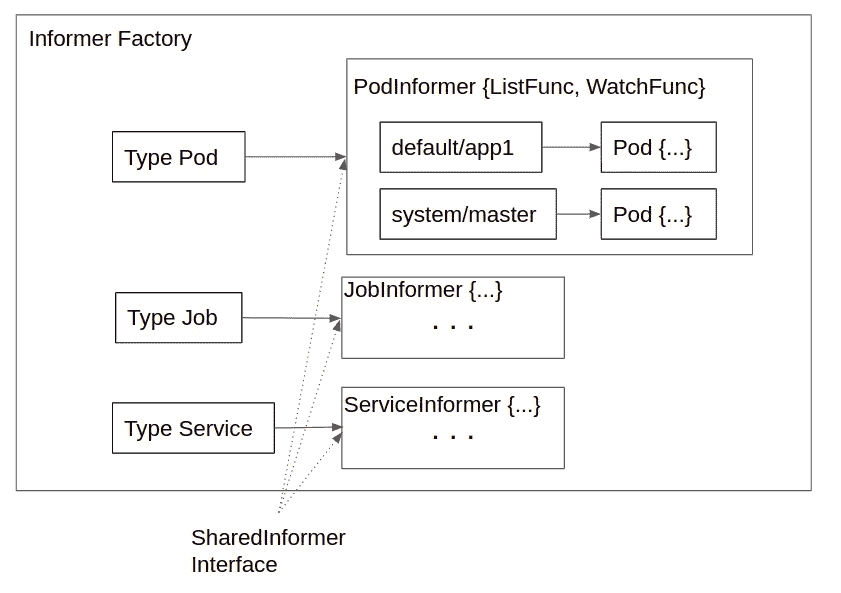 Informer Factory
PodInformer {ListFunc, WatchFunc}
Type Pod
default/app1
Pod {...}
system/master
Pod {...}
JobInformer {...}
Type Job
. . .
ServiceInformer {...}
Type Service
. . .
SharedInformer
Interface